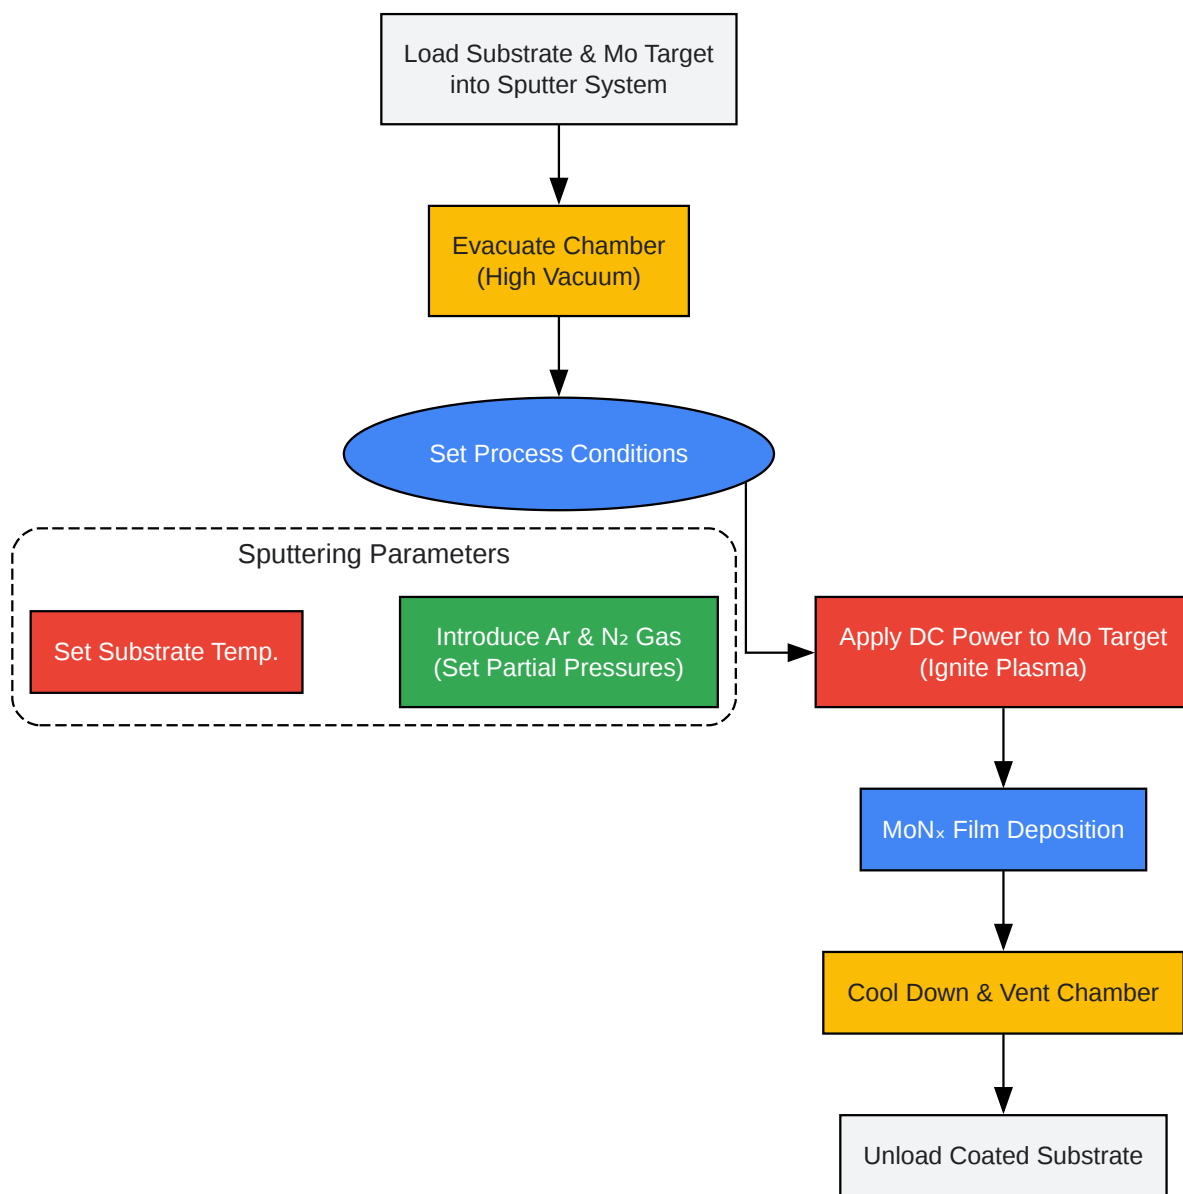 Load Substrate & Mo Target
into Sputter System
Evacuate Chamber
(High Vacuum)
Set Process Conditions
Sputtering Parameters
Set Substrate Temp.
Introduce Ar & N₂ Gas
(Set Partial Pressures)
Apply DC Power to Mo Target
(Ignite Plasma)
MoNₓ Film Deposition
Cool Down & Vent Chamber
Unload Coated Substrate